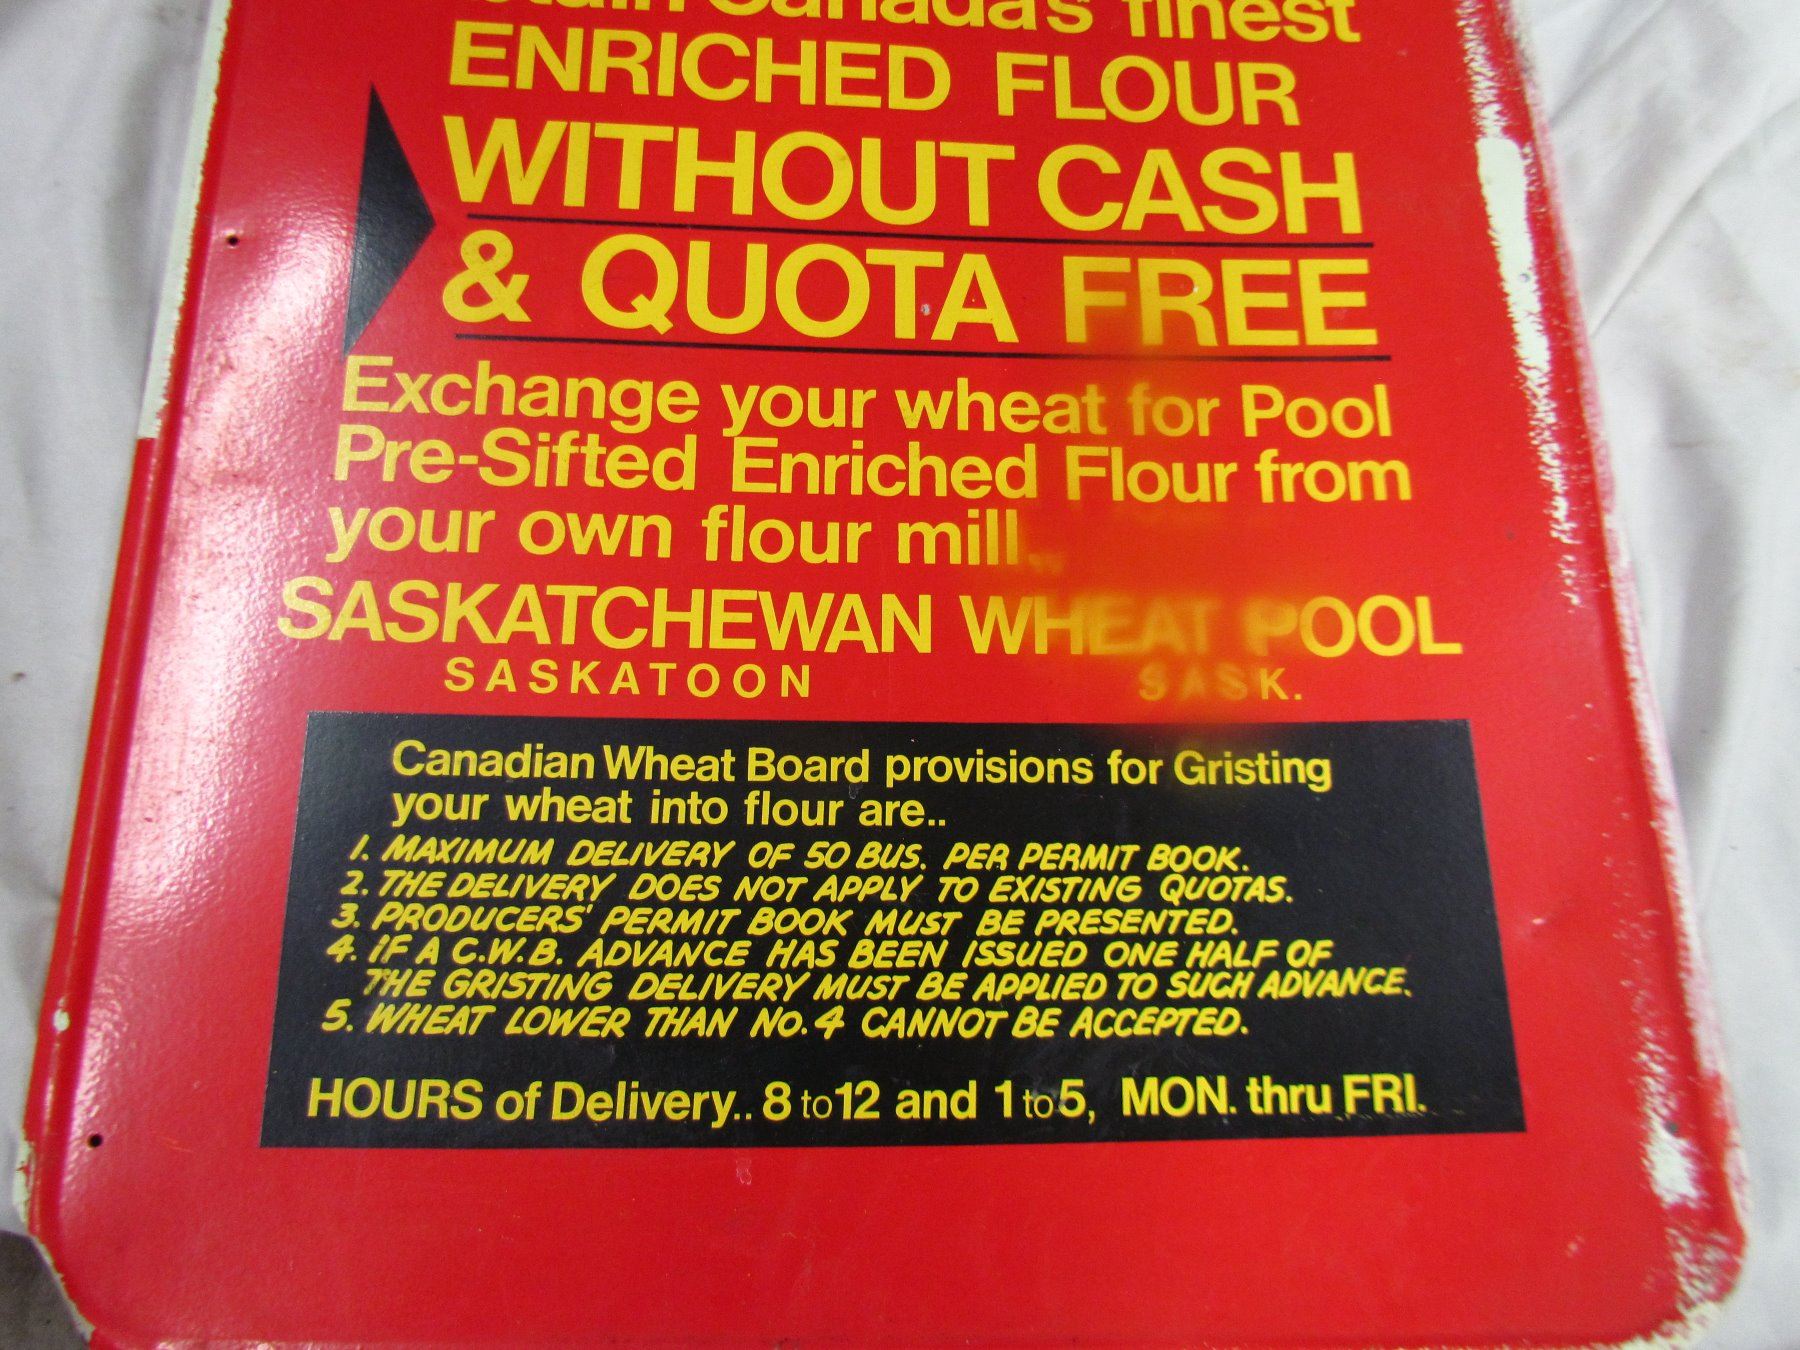 Canada's finest
ENRICHED FLOUR
WITHOUT CASH
& QUOTA FREE
Exchange your wheat for Pool
Pre-Sifted Enriched Flour from
your own flour mill..
SASKATCHEWAN WHEAT POOL
SASKATOON SASK.
Canadian Wheat Board provisions for Gristing
your wheat into flour are..
1. MAXIMUM DELIVERY OF 50 BUS. PER PERMIT BOOK.
2. THE DELIVERY DOES NOT APPLY TO EXISTING QUOTAS.
3. PRODUCERS' PERMIT BOOK MUST BE PRESENTED.
4. IF A C.W.B. ADVANCE HAS BEEN ISSUED ONE HALF OF
THE GRISTING DELIVERY MUST BE APPLIED TO SUCH ADVANCE.
5. WHEAT LOWER THAN No. 4 CANNOT BE ACCEPTED.
HOURS of Delivery.. 8 to 12 and 1 to 5, MON. thru FRI.